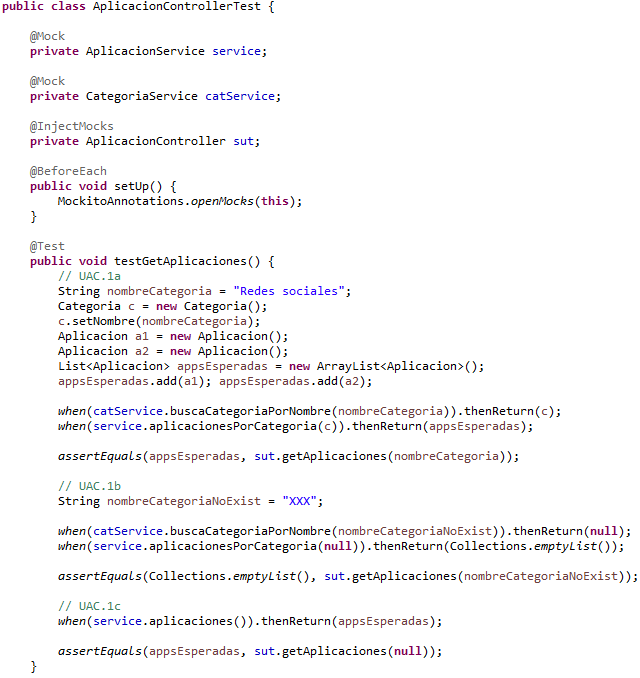 public class AplicacionControllerTest {
@Mock
private AplicacionService service;
@Mock
private CategoriaService catService;
@InjectMocks
private AplicacionController sut;
@BeforeEach
public void setUp() {
MockitoAnnotations.openMocks(this);
}
@Test
public void testGetAplicaciones() {
// UAC.1a
String nombreCategoria = "Redes sociales";
Categoria c = new Categoria();
c.setNombre(nombreCategoria);
Aplicacion a1 = new Aplicacion();
Aplicacion a2 = new Aplicacion();
List<Aplicacion> appsEsperadas = new ArrayList<Aplicacion>();
appsEsperadas.add(a1); appsEsperadas.add(a2);
when(catService.buscaCategoriaPorNombre(nombreCategoria)).thenReturn(c);
when(service.aplicacionesPorCategoria(c)).thenReturn(appsEsperadas);
assertEquals(appsEsperadas, sut.getAplicaciones(nombreCategoria));
// UAC.1b
String nombreCategoriaNoExist = "XXX";
when(catService.buscaCategoriaPorNombre(nombreCategoriaNoExist)).thenReturn(null);
when(service.aplicacionesPorCategoria(null)).thenReturn(Collections.emptyList());
assertEquals(Collections.emptyList(), sut.getAplicaciones(nombreCategoriaNoExist));
// UAC.1c
when(service.aplicaciones()).thenReturn(appsEsperadas);
assertEquals(appsEsperadas, sut.getAplicaciones(null));
}